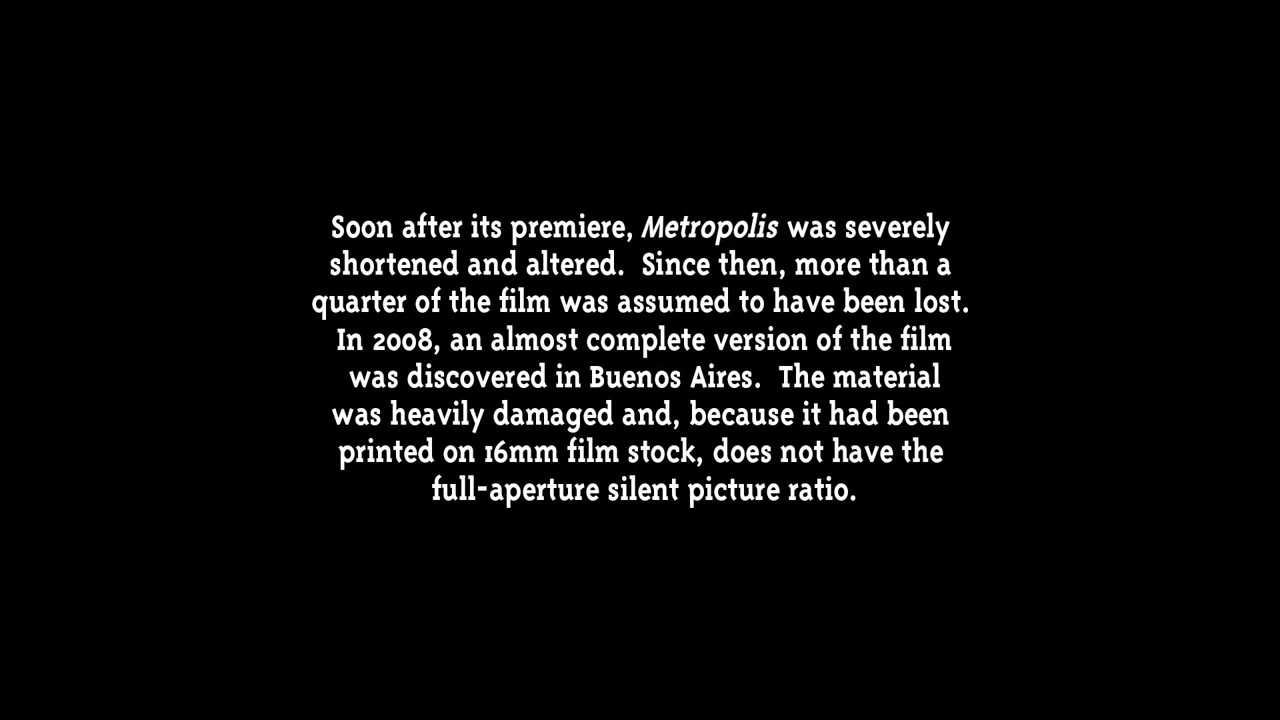 Soon after its premiere, Metropolis was severely
shortened and altered.  Since then, more than a
quarter of the film was assumed to have been lost.
In 2008, an almost complete version of the film
was discovered in Buenos Aires.  The material
was heavily damaged and, because it had been
printed on 16mm film stock, does not have the
full-aperture silent picture ratio.